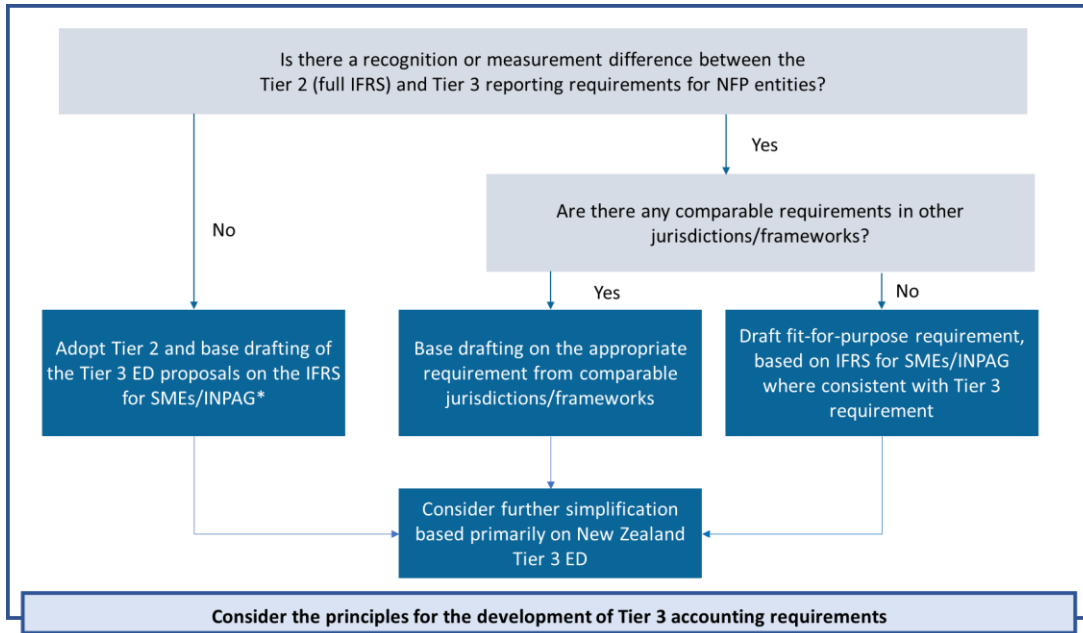 Is there a recognition or measurement difference between the
Tier 2 (full IFRS) and Tier 3 reporting requirements for NFP entities?
Yes
Are there any comparable requirements in other
jurisdictions/frameworks?
No
Yes
No
Adopt Tier 2 and base drafting of
the Tier 3 ED proposals on the IFRS
for SMEs/INPAG*
Base drafting on the appropriate
requirement from comparable
jurisdictions/frameworks
Draft fit-for-purpose requirement,
based on IFRS for SMEs/INPAG
where consistent with Tier 3
requirement
Consider further simplification
based primarily on New Zealand
Tier 3 ED
Consider the principles for the development of Tier 3 accounting requirements